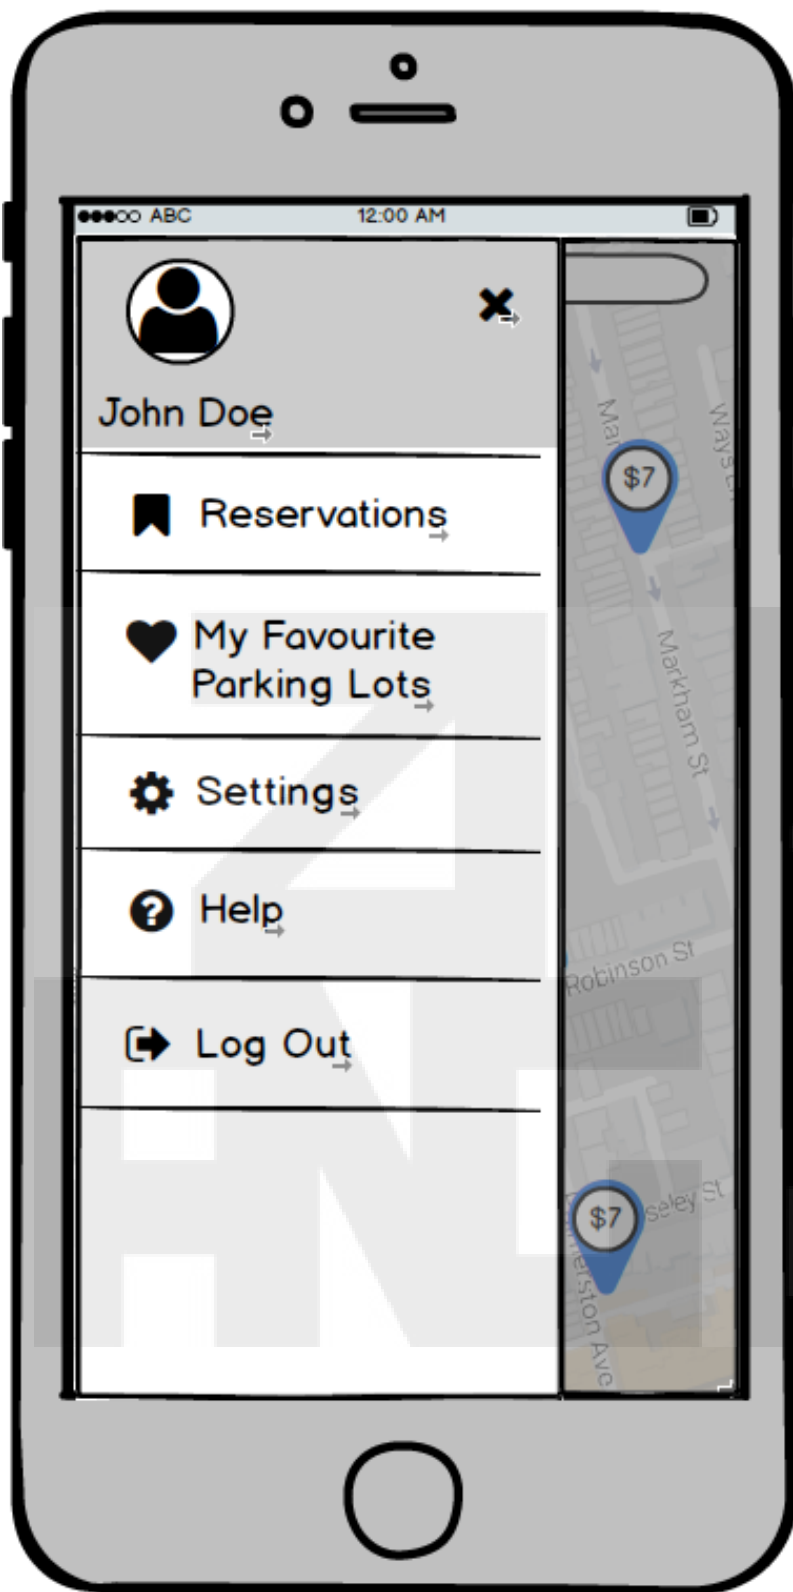 ABC 12:00 AM
John Doe
Reservations
My Favourite
Parking Lots
Settings
Help
Log Out
$7
Markham St
Robinson St
$7